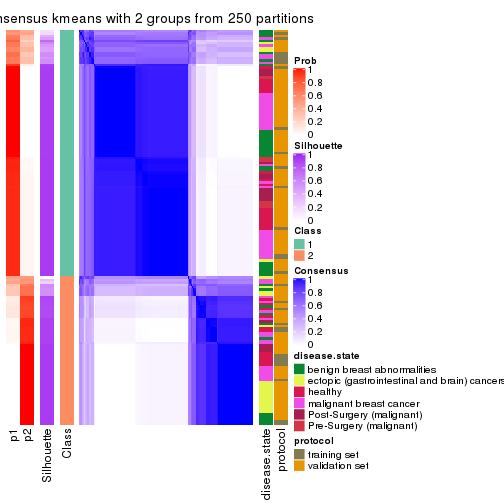 nsensus kmeans with 2 groups from 250 partitions
Prob
1
0.8
0.6
0.4
0.2
0
Silhouette
1
0.8
0.6
0.4
0.2
0
Class
1
2
Consensus
1
0.8
0.6
0.4
0.2
0
disease.state
benign breast abnormalities
ectopic (gastrointestinal and brain) cancers
healthy
malignant breast cancer
Post-Surgery (malignant)
Pre-Surgery (malignant)
protocol
training set
validation set
p1
p2
Silhouette
Class
disease.state
protocol